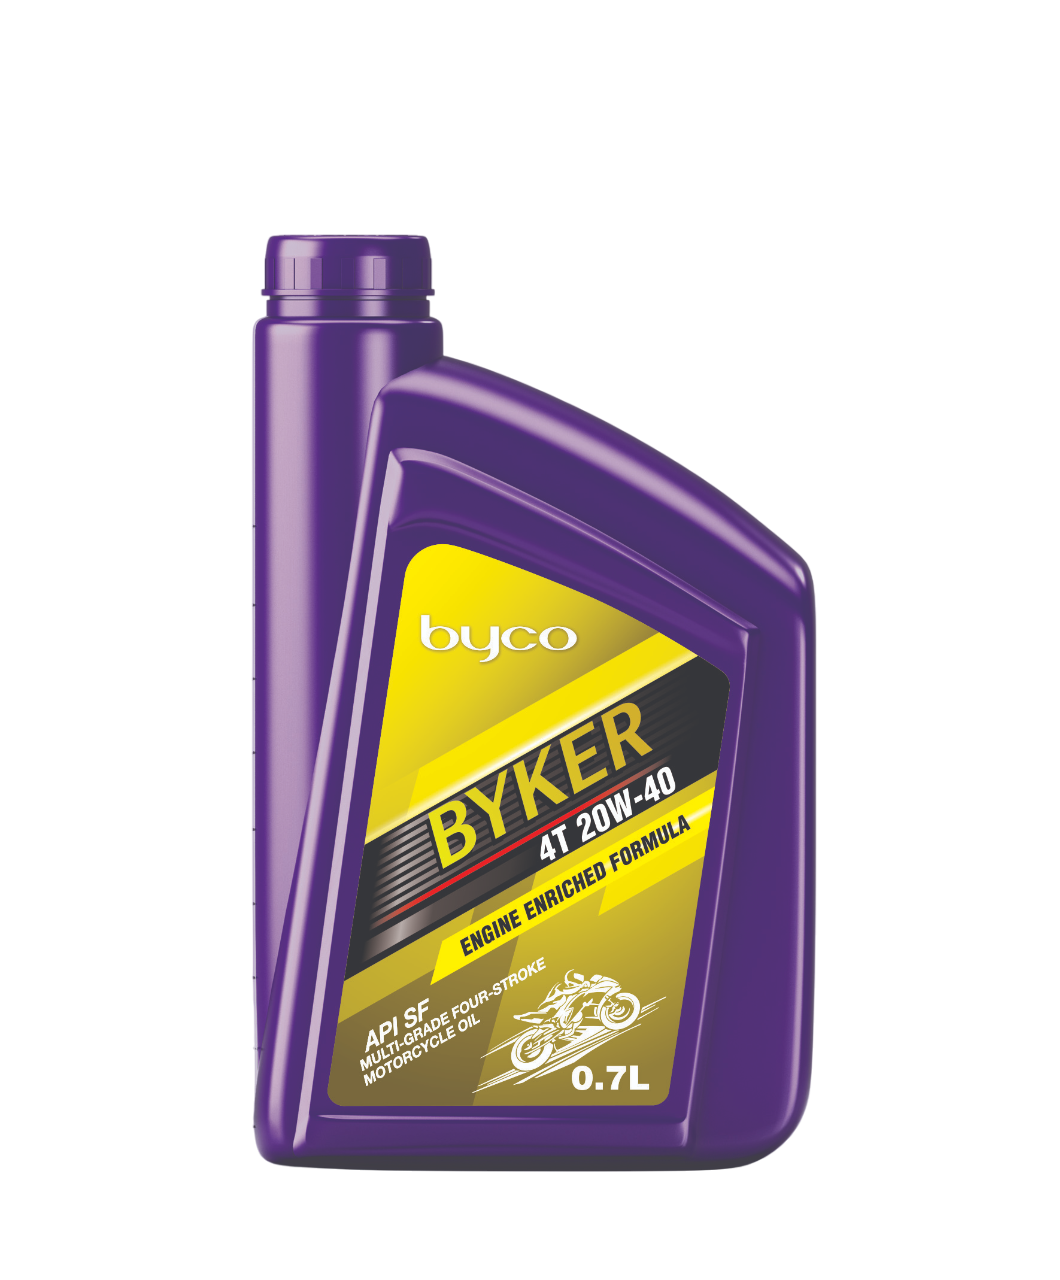 byco
BYKER
4T 20W-40
ENGINE ENRICHED FORMULA
API SF
MULTI-GRADE FOUR-STROKE
MOTORCYCLE OIL
0.7L